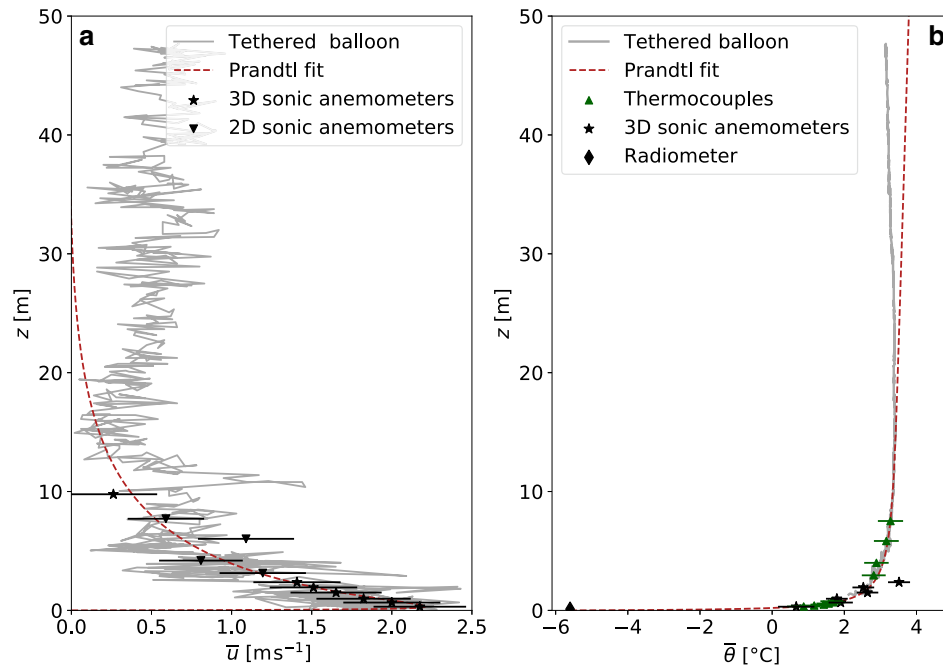 a
Tethered  balloon
Prandtl fit
3D sonic anemometers
2D sonic anemometers
50
40
30
20
10
0
z [m]
0.0 0.5 1.0 1.5 2.0 2.5
u̅ [ms⁻¹]
b
Tethered balloon
Prandtl fit
Thermocouples
3D sonic anemometers
Radiometer
50
40
30
20
10
0
z [m]
−6 −4 −2 0 2 4
θ̅ [°C]